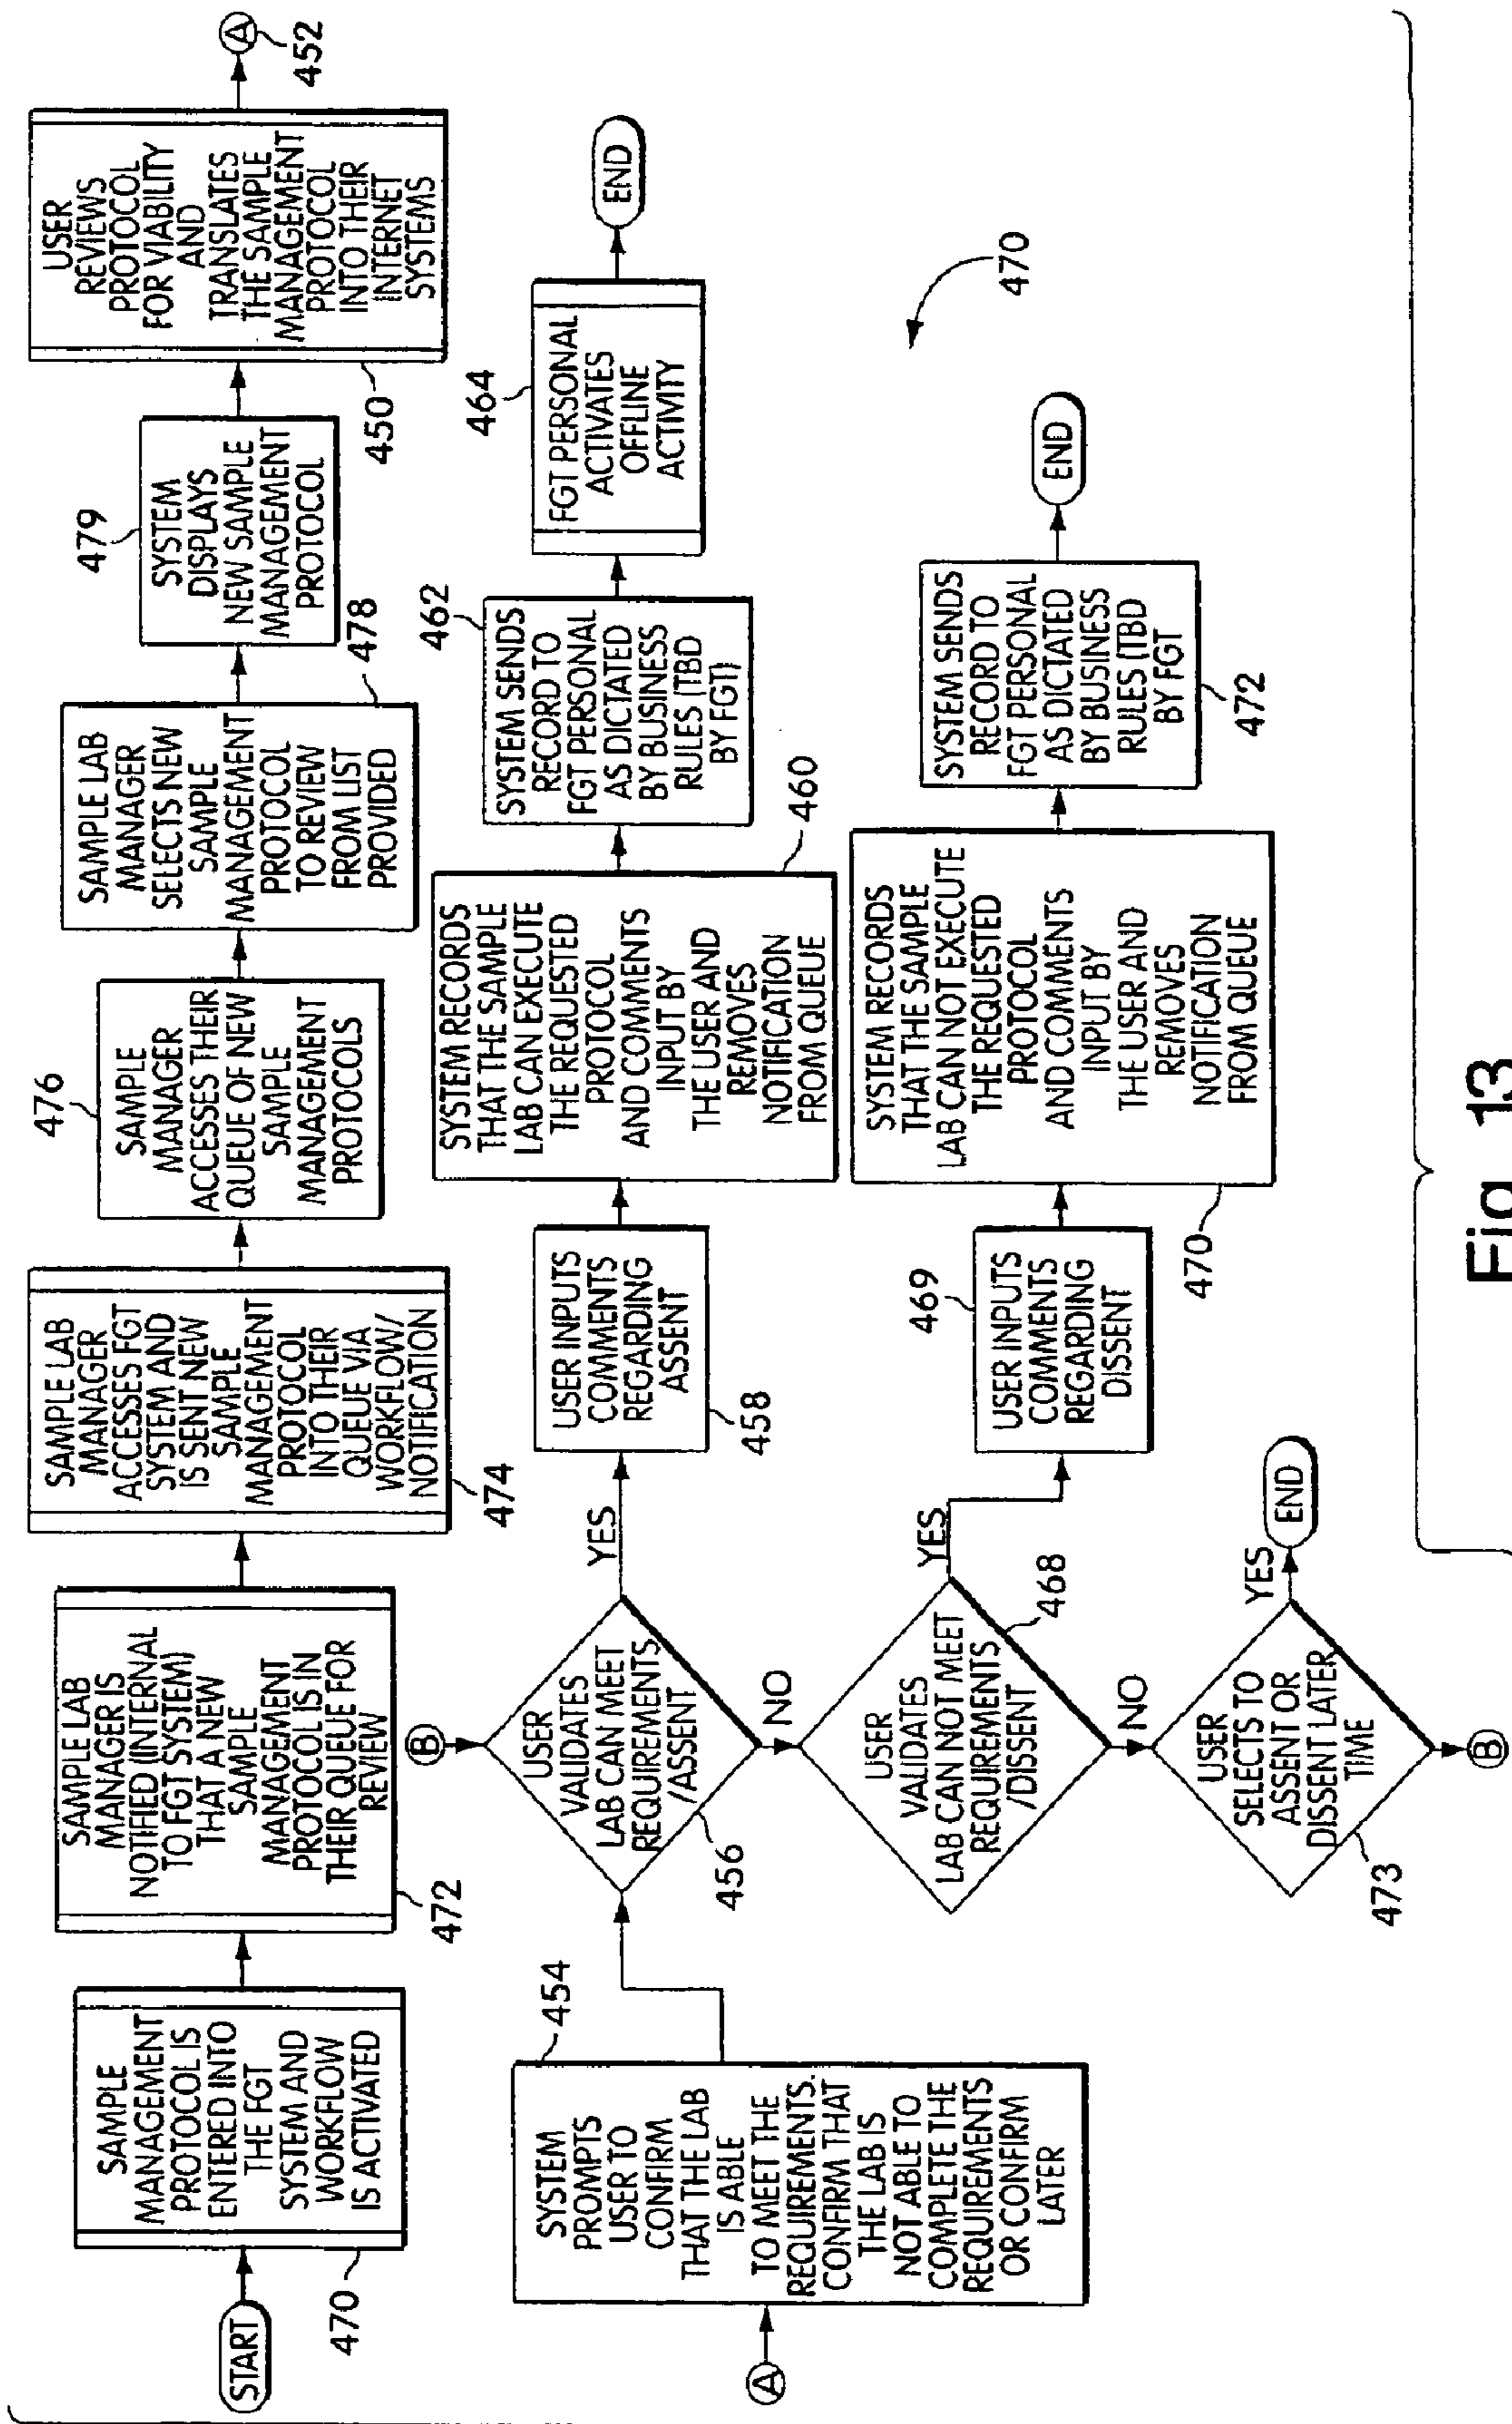 START
SAMPLE
MANAGEMENT
PROTOCOL IS
ENTERED INTO
THE FGT
SYSTEM AND
WORKFLOW
IS ACTIVATED
470
SAMPLE LAB
MANAGER IS
NOTIFIED (INTERNAL
TO FGT SYSTEM)
THAT A NEW
SAMPLE
MANAGEMENT
PROTOCOL IS IN
THEIR QUEUE FOR
REVIEW
472
SAMPLE LAB
MANAGER
ACCESSES FGT
SYSTEM AND
IS SENT NEW
SAMPLE
MANAGEMENT
PROTOCOL
INTO THEIR
QUEUE VIA
WORKFLOW/
NOTIFICATION
474
476
SAMPLE
MANAGER
ACCESSES THEIR
QUEUE OF NEW
SAMPLE
MANAGEMENT
PROTOCOLS
SAMPLE LAB
MANAGER
SELECTS NEW
SAMPLE
MANAGEMENT
PROTOCOL
TO REVIEW
FROM LIST
PROVIDED
478
479
SYSTEM
DISPLAYS
NEW SAMPLE
MANAGEMENT
PROTOCOL
USER
REVIEWS
PROTOCOL
FOR VIABILITY
AND
TRANSLATES
THE SAMPLE
MANAGEMENT
PROTOCOL
INTO THEIR
INTERNET
SYSTEMS
450
A
452
A
454
SYSTEM
PROMPTS
USER TO
CONFIRM
THAT THE LAB
IS ABLE
TO MEET THE
REQUIREMENTS.
CONFIRM THAT
THE LAB IS
NOT ABLE TO
COMPLETE THE
REQUIREMENTS
OR CONFIRM
LATER
B
USER
VALIDATES
LAB CAN MEET
REQUIREMENTS
/ASSENT
456
YES
NO
USER INPUTS
COMMENTS
REGARDING
ASSENT
458
SYSTEM RECORDS
THAT THE SAMPLE
LAB CAN EXECUTE
THE REQUESTED
PROTOCOL
AND COMMENTS
INPUT BY
THE USER AND
REMOVES
NOTIFICATION
FROM QUEUE
460
462
SYSTEM SENDS
RECORD TO
FGT PERSONAL
AS DICTATED
BY BUSINESS
RULES (TBD
BY FGT)
464
FGT PERSONAL
ACTIVATES
OFFLINE
ACTIVITY
END
USER
VALIDATES
LAB CAN NOT MEET
REQUIREMENTS
/DISSENT
468
YES
NO
469
USER INPUTS
COMMENTS
REGARDING
DISSENT
SYSTEM RECORDS
THAT THE SAMPLE
LAB CAN NOT EXECUTE
THE REQUESTED
PROTOCOL
AND COMMENTS
INPUT BY
THE USER AND
REMOVES
NOTIFICATION
FROM QUEUE
470
SYSTEM SENDS
RECORD TO
FGT PERSONAL
AS DICTATED
BY BUSINESS
RULES (TBD
BY FGT
472
END
470
USER
SELECTS TO
ASSENT OR
DISSENT LATER
TIME
473
YES
END
B
Fig. 13